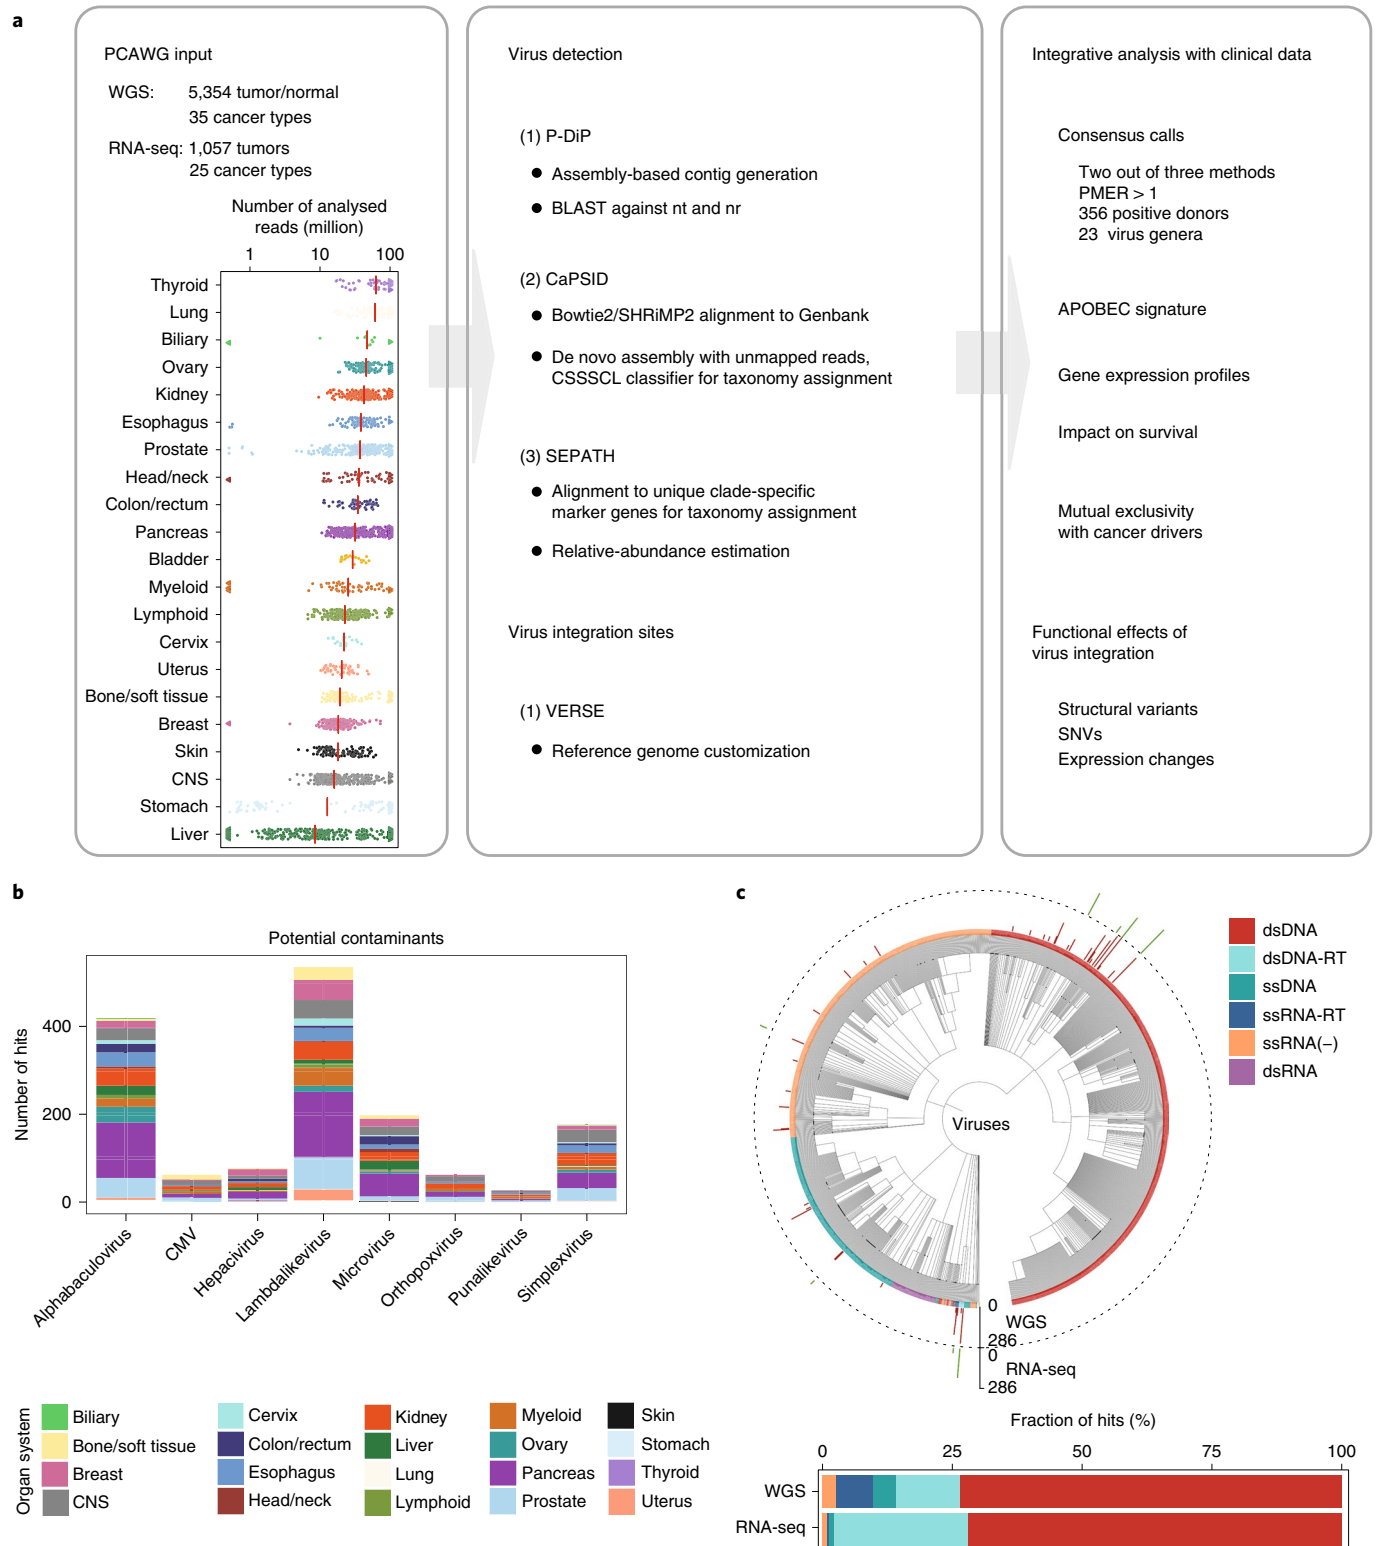 a
PCAWG input
WGS: 5,354 tumor/normal
35 cancer types
RNA-seq: 1,057 tumors
25 cancer types
Number of analysed
reads (million)
1 10 100
Thyroid
Lung
Biliary
Ovary
Kidney
Esophagus
Prostate
Head/neck
Colon/rectum
Pancreas
Bladder
Myeloid
Lymphoid
Cervix
Uterus
Bone/soft tissue
Breast
Skin
CNS
Stomach
Liver
Virus detection
(1) P-DiP
● Assembly-based contig generation
● BLAST against nt and nr
(2) CaPSID
● Bowtie2/SHRiMP2 alignment to Genbank
● De novo assembly with unmapped reads,
CSSSCL classifier for taxonomy assignment
(3) SEPATH
● Alignment to unique clade-specific
marker genes for taxonomy assignment
● Relative-abundance estimation
Virus integration sites
(1) VERSE
● Reference genome customization
Integrative analysis with clinical data
Consensus calls
Two out of three methods
PMER > 1
356 positive donors
23 virus genera
APOBEC signature
Gene expression profiles
Impact on survival
Mutual exclusivity
with cancer drivers
Functional effects of
virus integration
Structural variants
SNVs
Expression changes
b
Potential contaminants
Number of hits
400
200
0
Alphabaculovirus
CMV
Hepacivirus
Lambdalikevirus
Microvirus
Orthopoxvirus
Punalikevirus
Simplexvirus
Organ system
Biliary
Bone/soft tissue
Breast
CNS
Cervix
Colon/rectum
Esophagus
Head/neck
Kidney
Liver
Lung
Lymphoid
Myeloid
Ovary
Pancreas
Prostate
Skin
Stomach
Thyroid
Uterus
c
dsDNA
dsDNA-RT
ssDNA
ssRNA-RT
ssRNA(−)
dsRNA
Viruses
0
WGS
286
0
RNA-seq
286
Fraction of hits (%)
0 25 50 75 100
WGS
RNA-seq